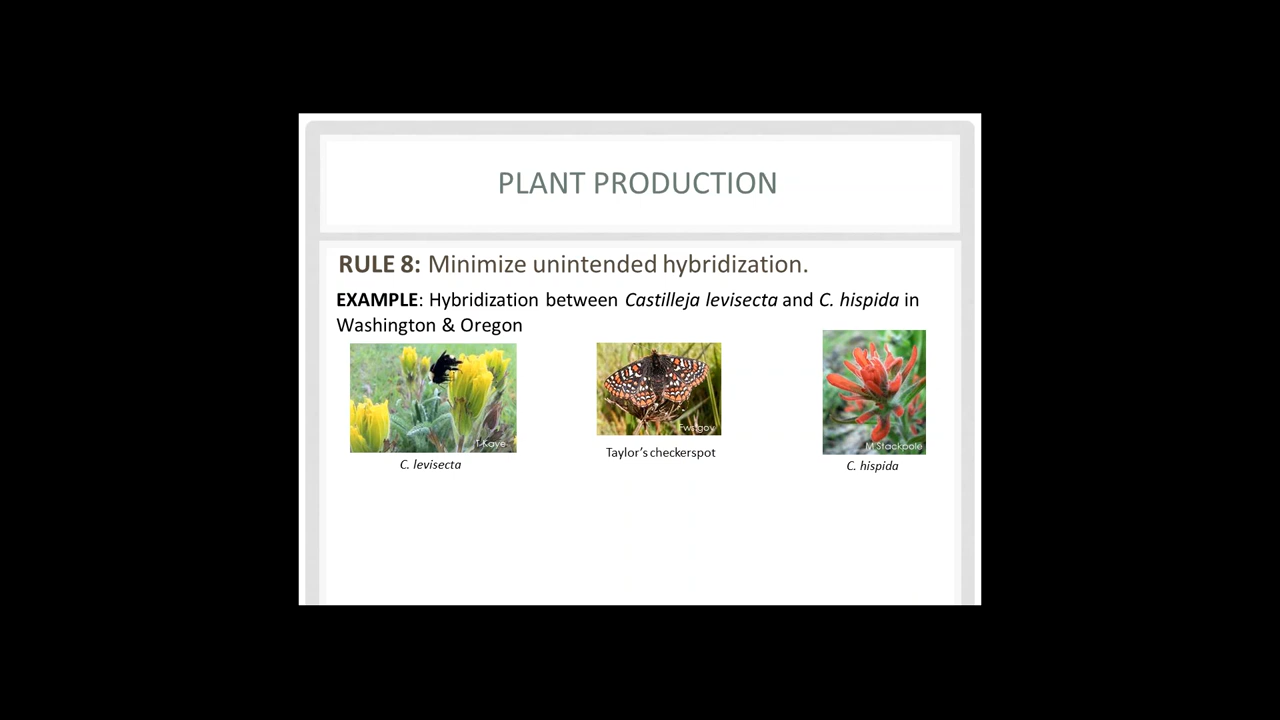 PLANT PRODUCTION
RULE 8: Minimize unintended hybridization.
EXAMPLE: Hybridization between Castilleja levisecta and C. hispida in
Washington & Oregon
T Kaye
Fws.gov
M Stackpole
C. levisecta
Taylor's checkerspot
C. hispida